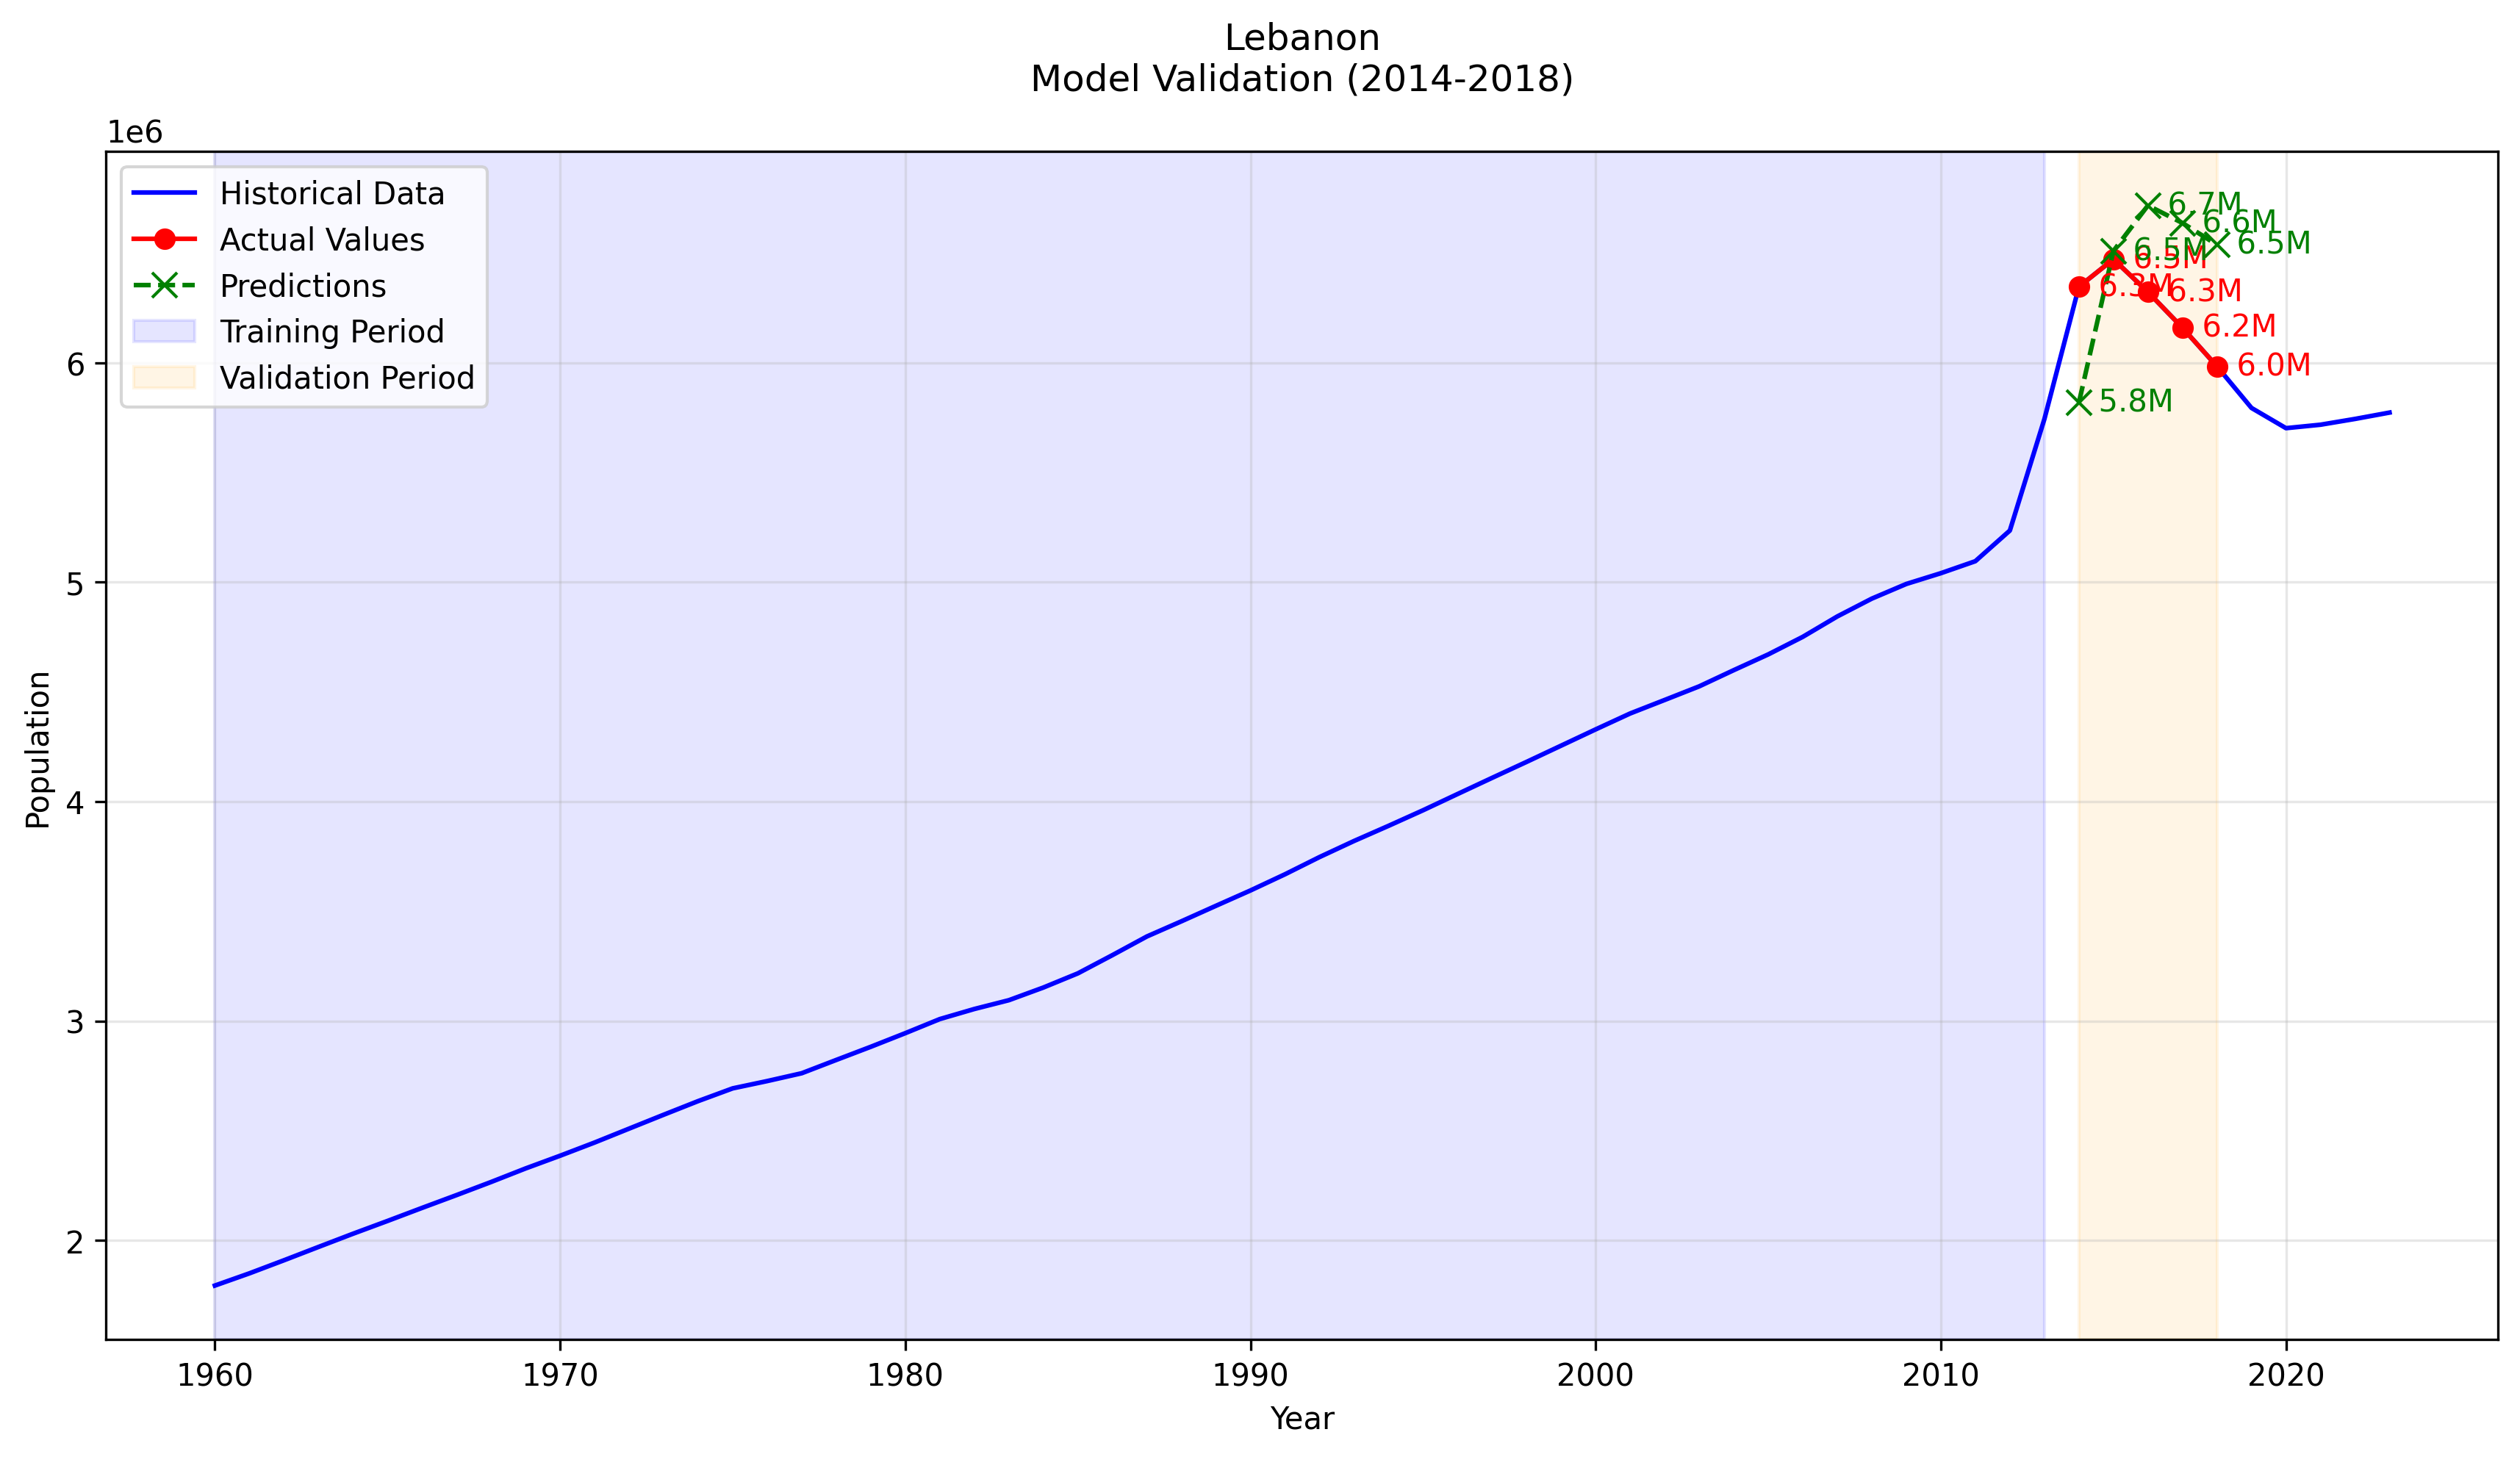 Lebanon
Model Validation (2014-2018)
1e6
Historical Data
Actual Values
Predictions
Training Period
Validation Period
6.7M
6.6M
6.5M
6.5M
6.5M
6.3M
6.3M
6.2M
6.0M
5.8M
6
5
4
3
2
Population
1960
1970
1980
1990
2000
2010
2020
Year